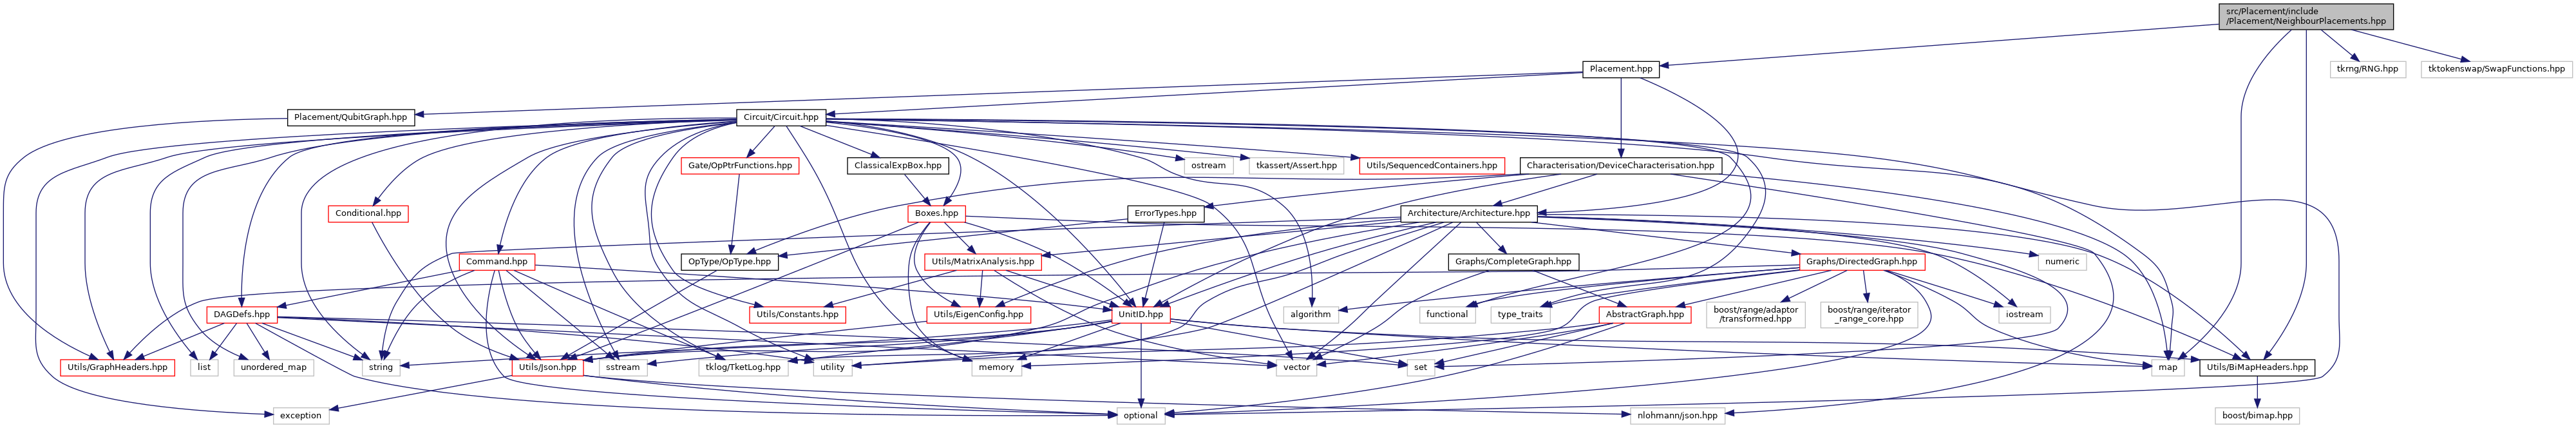 src/Placement/include
/Placement/NeighbourPlacements.hpp
Placement.hpp
tkrng/RNG.hpp
tktokenswap/SwapFunctions.hpp
Placement/QubitGraph.hpp
Circuit/Circuit.hpp
Gate/OpPtrFunctions.hpp
ClassicalExpBox.hpp
ostream
tkassert/Assert.hpp
Utils/SequencedContainers.hpp
Characterisation/DeviceCharacterisation.hpp
Conditional.hpp
Boxes.hpp
ErrorTypes.hpp
Architecture/Architecture.hpp
Command.hpp
OpType/OpType.hpp
Utils/MatrixAnalysis.hpp
Graphs/CompleteGraph.hpp
Graphs/DirectedGraph.hpp
numeric
DAGDefs.hpp
Utils/Constants.hpp
Utils/EigenConfig.hpp
UnitID.hpp
algorithm
functional
type_traits
AbstractGraph.hpp
boost/range/adaptor
/transformed.hpp
boost/range/iterator
_range_core.hpp
iostream
Utils/GraphHeaders.hpp
list
unordered_map
string
Utils/Json.hpp
sstream
tklog/TketLog.hpp
utility
memory
vector
set
map
Utils/BiMapHeaders.hpp
exception
optional
nlohmann/json.hpp
boost/bimap.hpp